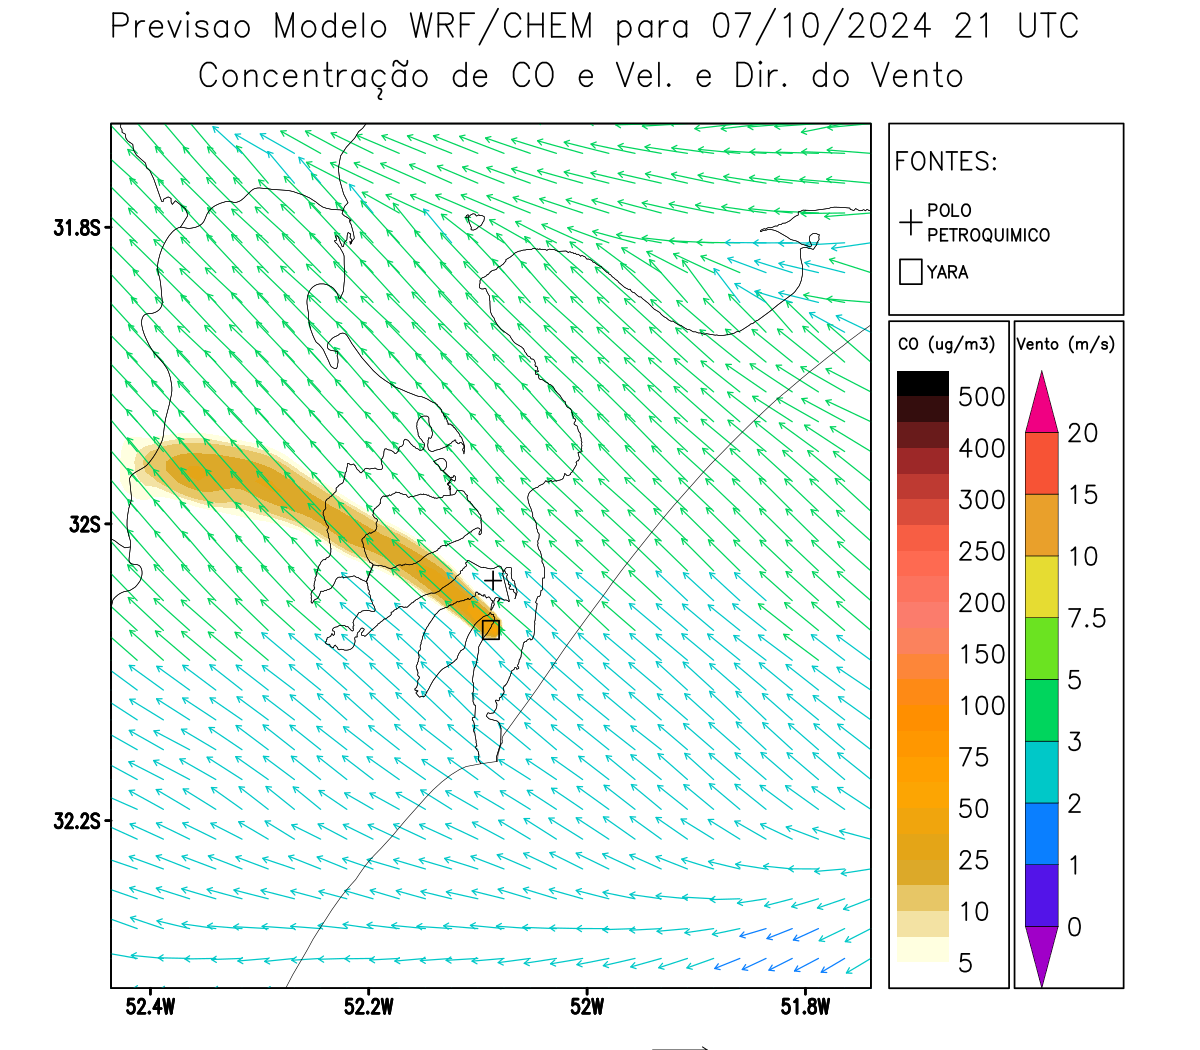 Previsao Modelo WRF/CHEM para 07/10/2024 21 UTC
Concentração de CO e Vel. e Dir. do Vento
FONTES:
POLO
PETROQUIMICO
YARA
CO (ug/m3)
500
400
300
250
200
150
100
75
50
25
10
5
Vento (m/s)
20
15
10
7.5
5
3
2
1
0
31.8S
32S
32.2S
52.4W
52.2W
52W
51.8W